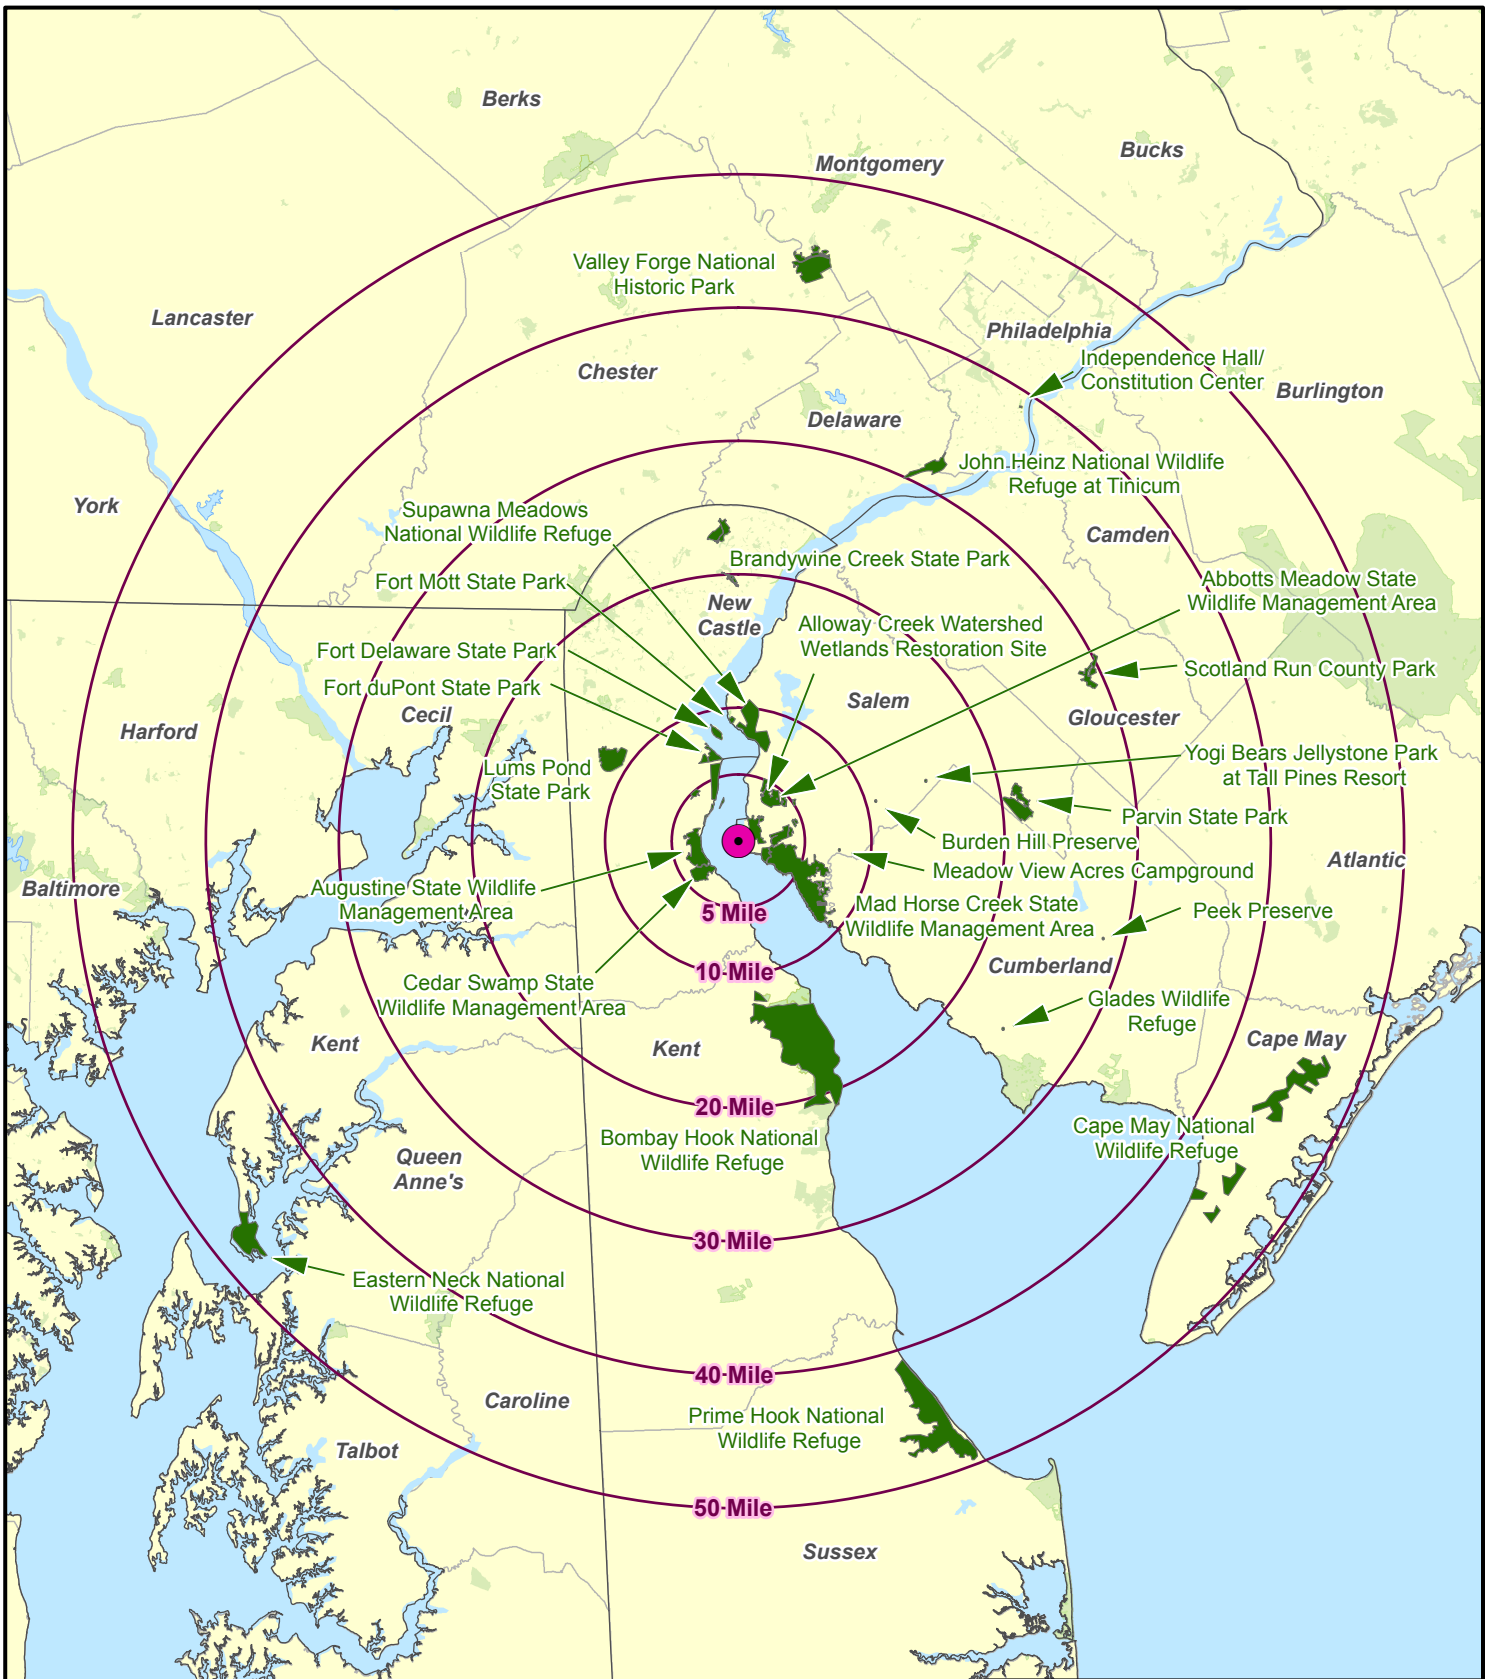 Berks
Bucks
Montgomery
Valley Forge National
Historic Park
Lancaster
Philadelphia
Independence Hall/
Constitution Center
Chester
Burlington
Delaware
John Heinz National Wildlife
Refuge at Tinicum
York
Supawna Meadows
National Wildlife Refuge
Camden
Brandywine Creek State Park
Fort Mott State Park
Abbotts Meadow State
Wildlife Management Area
New
Castle
Alloway Creek Watershed
Wetlands Restoration Site
Fort Delaware State Park
Scotland Run County Park
Fort duPont State Park
Salem
Cecil
Gloucester
Harford
Yogi Bears Jellystone Park
at Tall Pines Resort
Lums Pond
State Park
Parvin State Park
Burden Hill Preserve
Atlantic
Meadow View Acres Campground
Baltimore
Augustine State Wildlife
Management Area
Mad Horse Creek State
Wildlife Management Area
5 Mile
Peek Preserve
Cumberland
10-Mile
Cedar Swamp State
Wildlife Management Area
Glades Wildlife
Refuge
Kent
Kent
Cape May
20-Mile
Cape May National
Wildlife Refuge
Bombay Hook National
Wildlife Refuge
Queen
Anne's
30-Mile
Eastern Neck National
Wildlife Refuge
40-Mile
Caroline
Prime Hook National
Wildlife Refuge
Talbot
50-Mile
Sussex